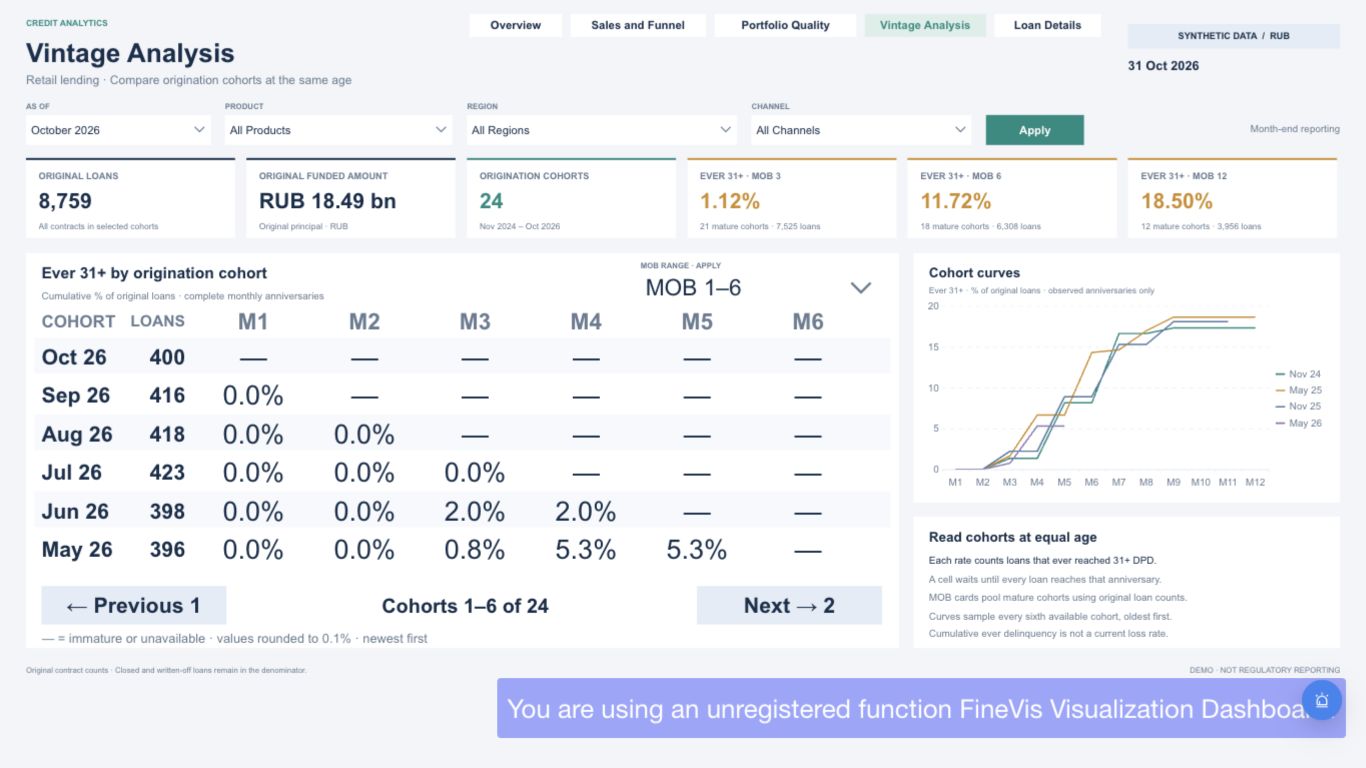 CREDIT ANALYTICS
Overview
Sales and Funnel
Portfolio Quality
Vintage Analysis
Loan Details
SYNTHETIC DATA / RUB
Vintage Analysis
31 Oct 2026
Retail lending · Compare origination cohorts at the same age
AS OF
PRODUCT
REGION
CHANNEL
October 2026
All Products
All Regions
All Channels
Apply
Month-end reporting
ORIGINAL LOANS
8,759
All contracts in selected cohorts
ORIGINAL FUNDED AMOUNT
RUB 18.49 bn
Original principal · RUB
ORIGINATION COHORTS
24
Nov 2024 – Oct 2026
EVER 31+ · MOB 3
1.12%
21 mature cohorts · 7,525 loans
EVER 31+ · MOB 6
11.72%
18 mature cohorts · 6,308 loans
EVER 31+ · MOB 12
18.50%
12 mature cohorts · 3,956 loans
Ever 31+ by origination cohort
Cumulative % of original loans · complete monthly anniversaries
MOB RANGE · APPLY
MOB 1–6
COHORT LOANS M1 M2 M3 M4 M5 M6
Oct 26 400 — — — — — —
Sep 26 416 0.0% — — — — —
Aug 26 418 0.0% 0.0% — — — —
Jul 26 423 0.0% 0.0% 0.0% — — —
Jun 26 398 0.0% 0.0% 2.0% 2.0% — —
May 26 396 0.0% 0.0% 0.8% 5.3% 5.3% —
← Previous 1
Cohorts 1–6 of 24
Next → 2
— = immature or unavailable · values rounded to 0.1% · newest first
Cohort curves
Ever 31+ · % of original loans · observed anniversaries only
20
15
10
5
0
M1 M2 M3 M4 M5 M6 M7 M8 M9 M10 M11 M12
Nov 24
May 25
Nov 25
May 26
Read cohorts at equal age
Each rate counts loans that ever reached 31+ DPD.
A cell waits until every loan reaches that anniversary.
MOB cards pool mature cohorts using original loan counts.
Curves sample every sixth available cohort, oldest first.
Cumulative ever delinquency is not a current loss rate.
Original contract counts · Closed and written-off loans remain in the denominator.
DEMO · NOT REGULATORY REPORTING
You are using an unregistered function FineVis Visualization